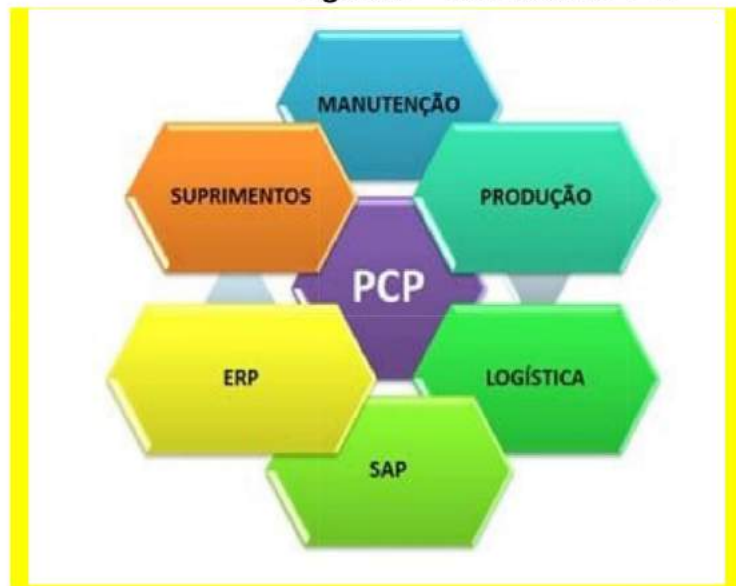 MANUTENÇÃO
SUPRIMENTOS
PRODUÇÃO
PCP
ERP
LOGÍSTICA
SAP